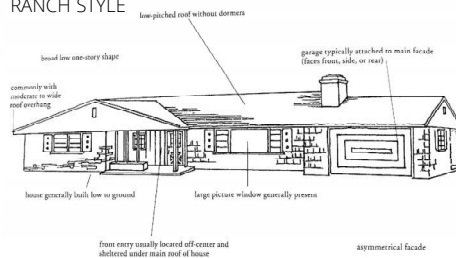 RANCH STYLE
low-pitched roof without dormers
broad low one-story shape
garage typically attached to main facade
(faces front, side, or rear)
commonly with
moderate to wide
roof overhang
house generally built low to ground
large picture window generally present
front entry usually located off-center and
sheltered under main roof of house
asymmetrical facade